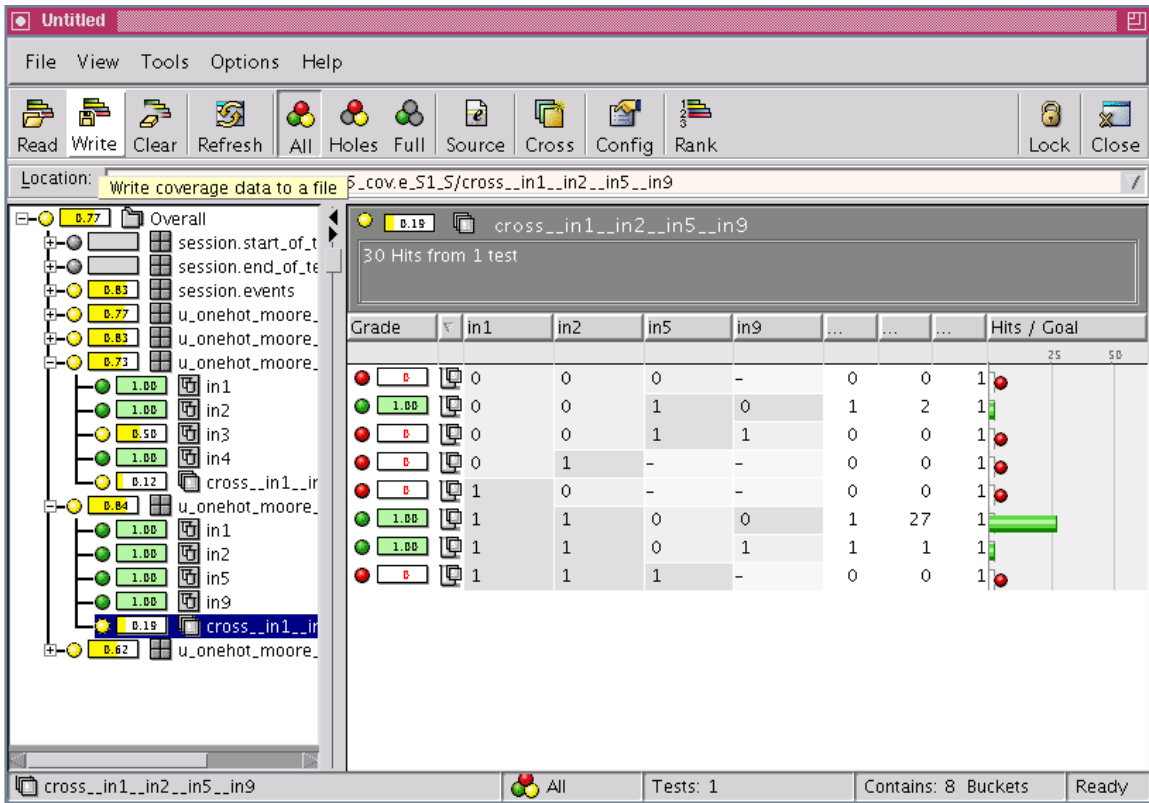 Untitled
File View Tools Options Help
Read Write Clear Refresh All Holes Full Source Cross Config Rank Lock Close
Location: 5_cov.e_S1_S/cross__in1__in2__in5__in9
Write coverage data to a file
0.77 Overall
session.start_of_t
session.end_of_te
0.83 session.events
0.77 u_onehot_moore_
0.83 u_onehot_moore_
0.73 u_onehot_moore_
1.00 in1
1.00 in2
0.50 in3
1.00 in4
0.12 cross__in1__ir
0.84 u_onehot_moore_
1.00 in1
1.00 in2
1.00 in5
1.00 in9
0.19 cross__in1__ir
0.62 u_onehot_moore_
0.19 cross__in1__in2__in5__in9
30 Hits from 1 test
Grade in1 in2 in5 in9 ... ... ... Hits / Goal
25 50
0 0 0 0 – 0 0 1
1.00 0 0 1 0 1 2 1
0 0 0 1 1 0 0 1
0 0 1 – – 0 0 1
0 1 0 – – 0 0 1
1.00 1 1 0 0 1 27 1
1.00 1 1 0 1 1 1 1
0 1 1 1 – 0 0 1
cross__in1__in2__in5__in9 All Tests: 1 Contains: 8 Buckets Ready